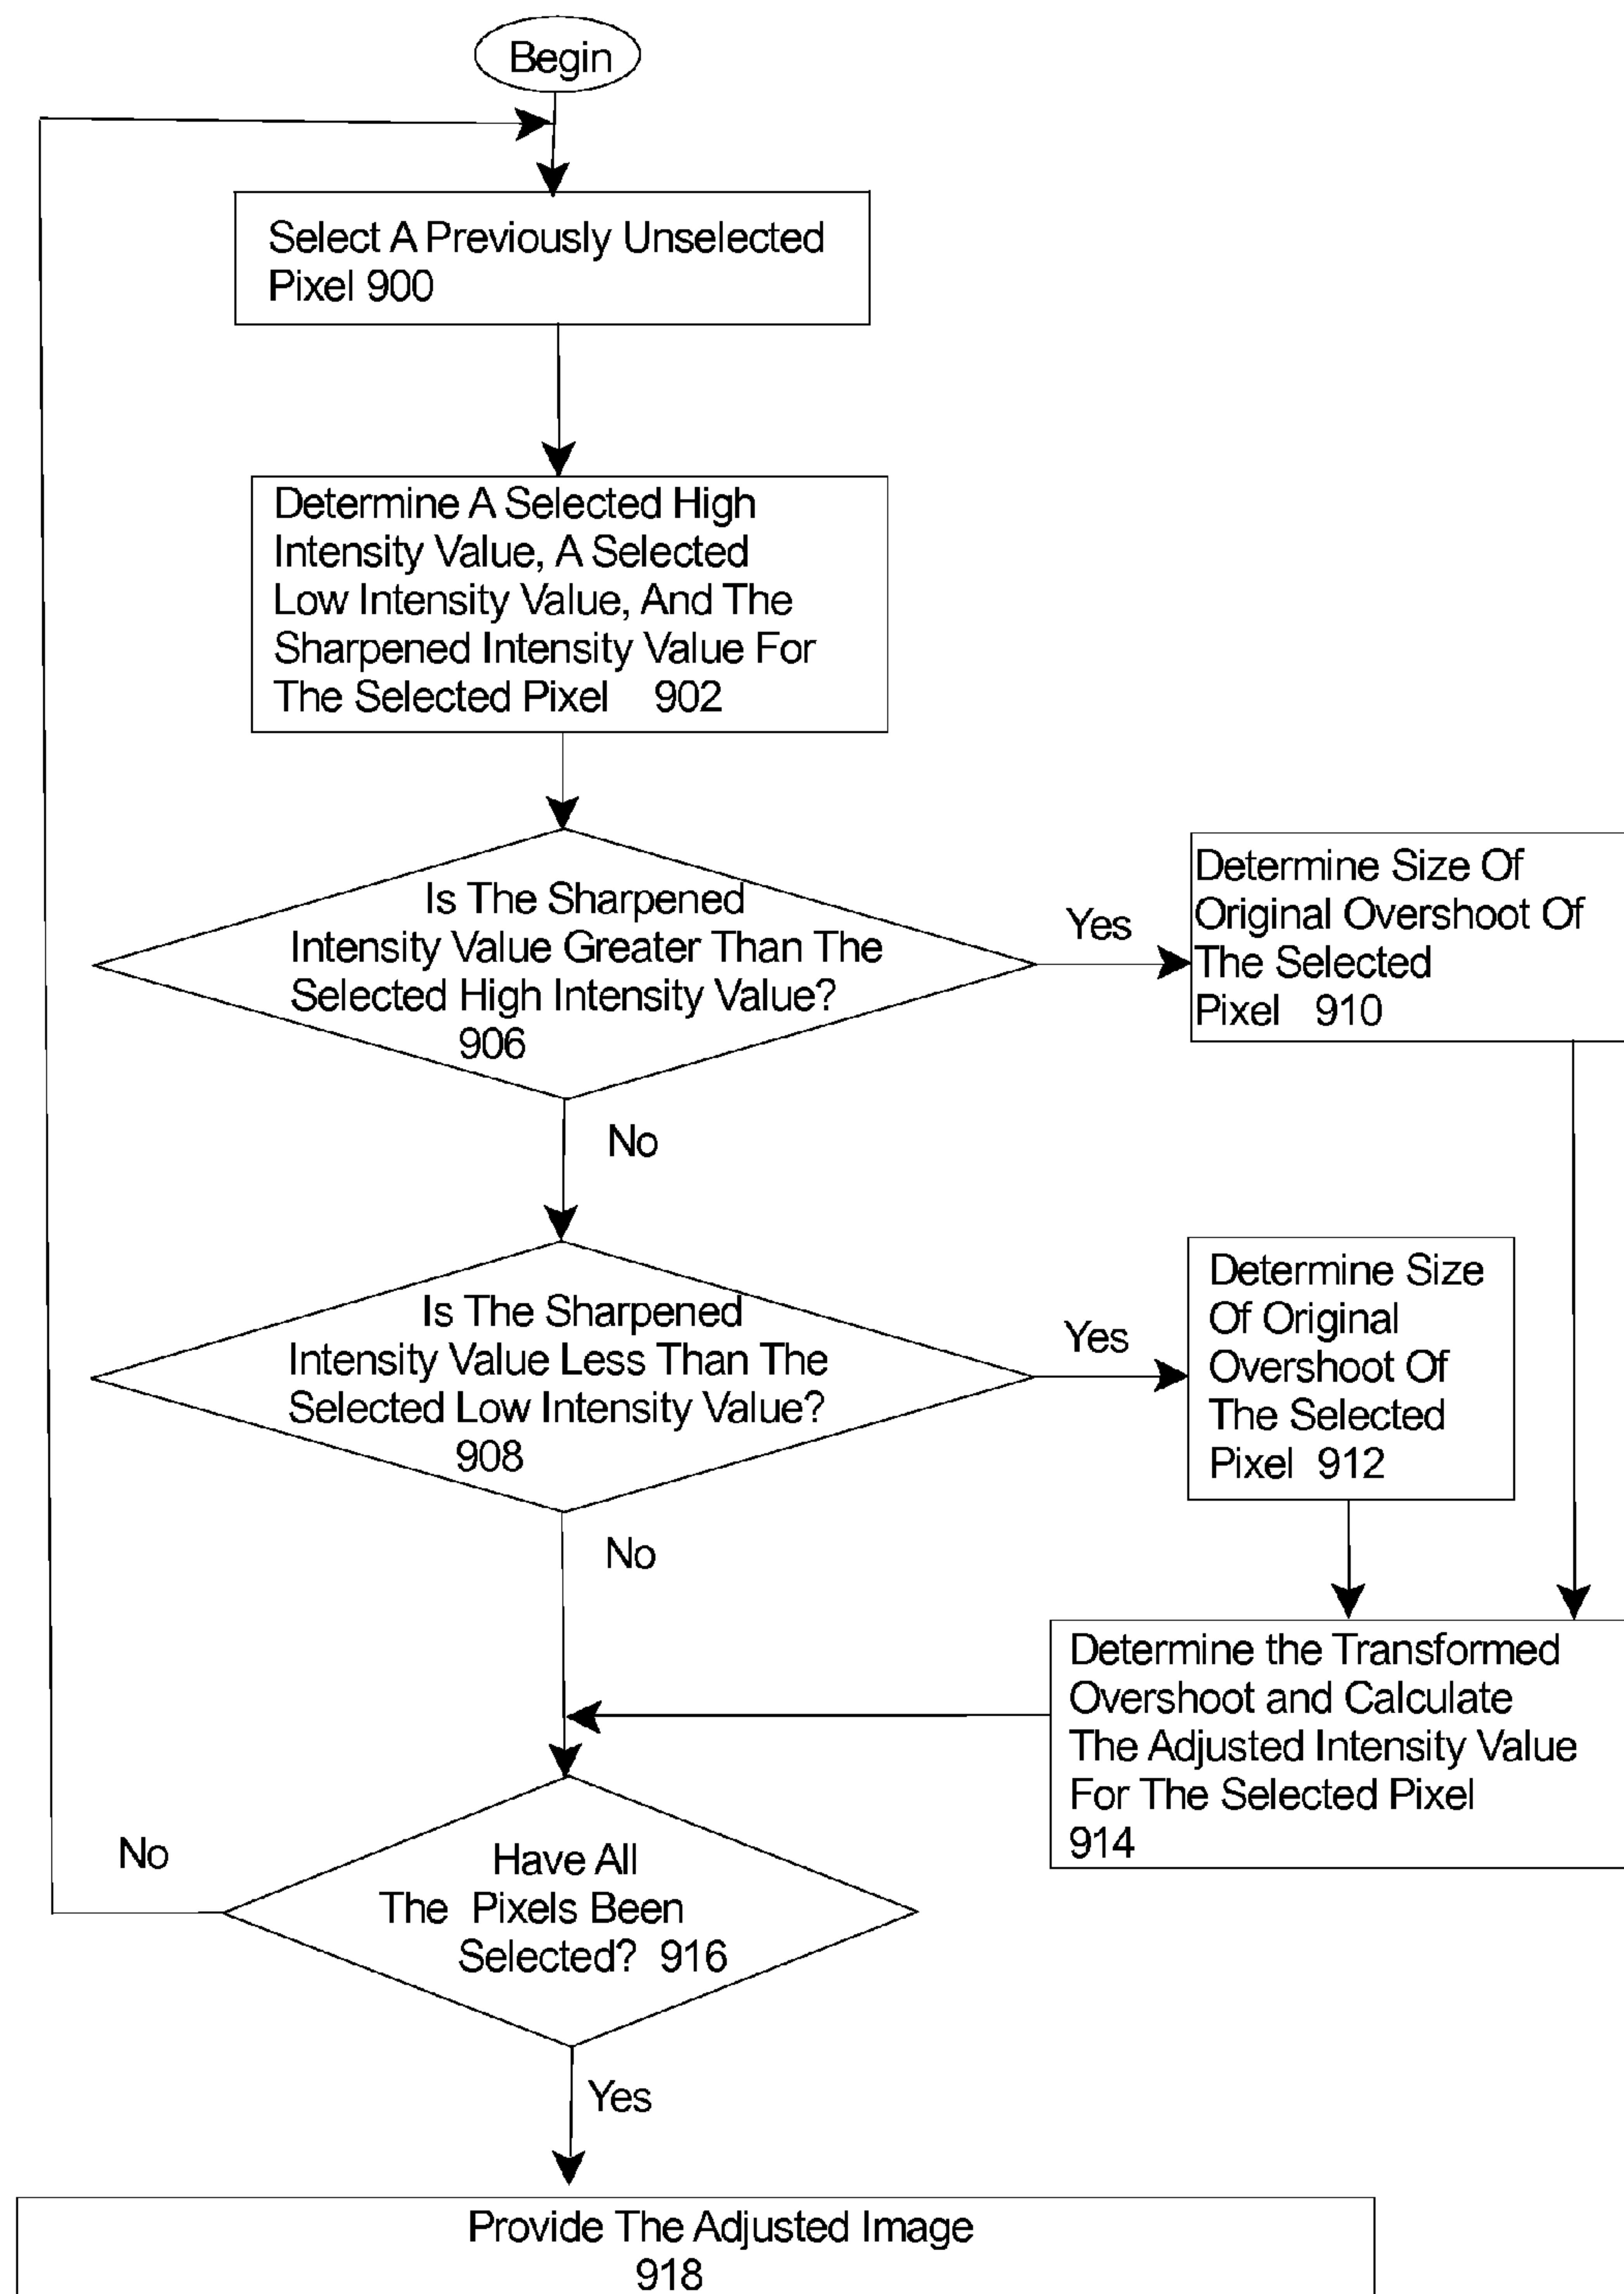 Begin
Select A Previously Unselected
Pixel 900
Determine A Selected High
Intensity Value, A Selected
Low Intensity Value, And The
Sharpened Intensity Value For
The Selected Pixel 902
Is The Sharpened
Intensity Value Greater Than The
Selected High Intensity Value?
906
Yes
Determine Size Of
Original Overshoot Of
The Selected
Pixel 910
No
Is The Sharpened
Intensity Value Less Than The
Selected Low Intensity Value?
908
Yes
Determine Size
Of Original
Overshoot Of
The Selected
Pixel 912
No
Determine the Transformed
Overshoot and Calculate
The Adjusted Intensity Value
For The Selected Pixel
914
No
Have All
The Pixels Been
Selected? 916
Yes
Provide The Adjusted Image
918